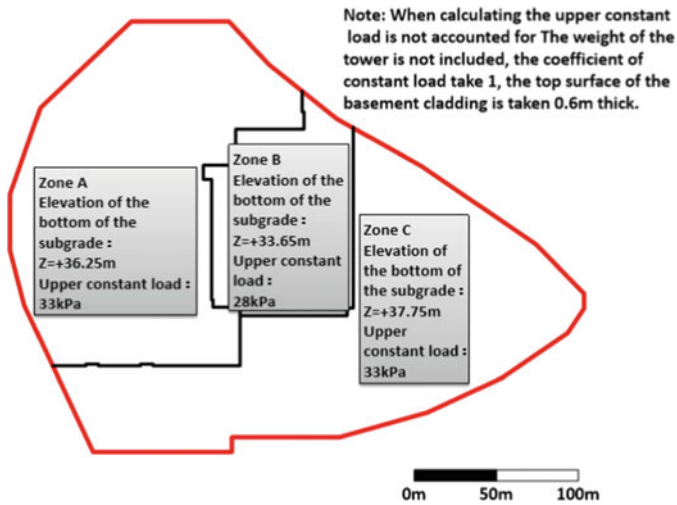 Note: When calculating the upper constant
load is not accounted for The weight of the
tower is not included, the coefficient of
constant load take 1, the top surface of the
basement cladding is taken 0.6m thick.
Zone A
Elevation of the
bottom of the
subgrade：
Z=+36.25m
Upper constant load：
33kPa
Zone B
Elevation of the
bottom of the
subgrade：
Z=+33.65m
Upper constant
load：
28kPa
Zone C
Elevation of
the bottom of
the subgrade：
Z=+37.75m
Upper
constant load：
33kPa
0m 50m 100m